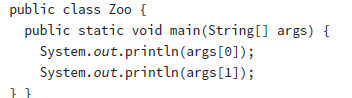 public class Zoo {
  public static void main(String[] args) {
    System.out.println(args[0]);
    System.out.println(args[1]);
} }